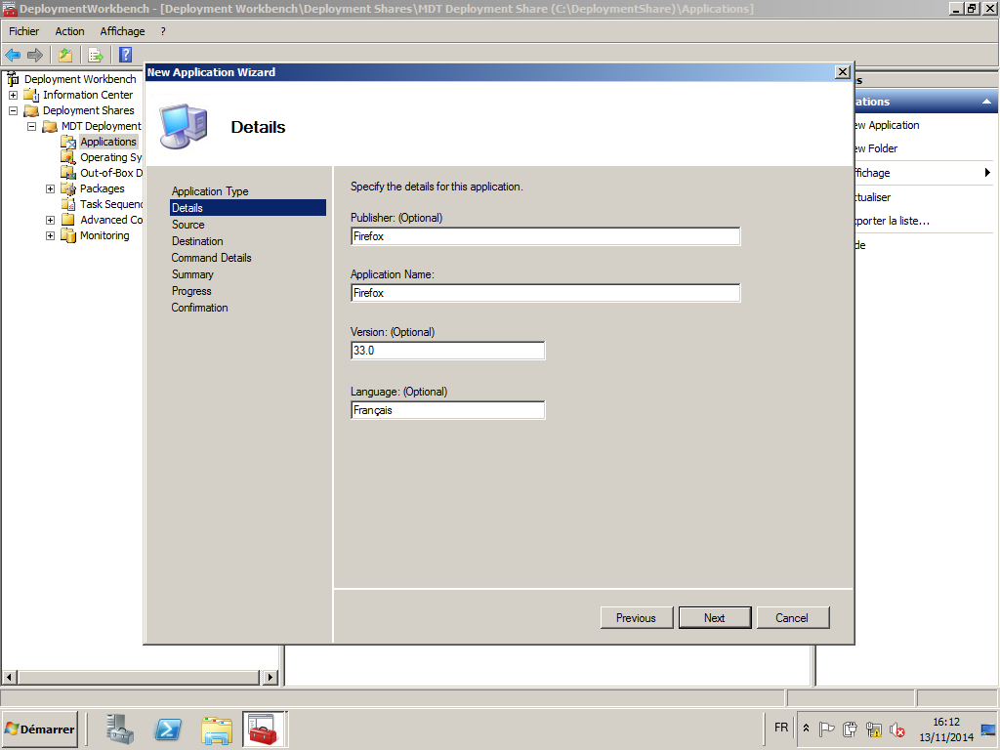 DeploymentWorkbench - [Deployment Workbench\Deployment Shares\MDT Deployment Share (C:\DeploymentShare)\Applications]
Fichier Action Affichage ?
Deployment Workbench
Information Center
Deployment Shares
MDT Deployment
Applications
Operating Sy
Out-of-Box D
Packages
Task Sequenc
Advanced Co
Monitoring
New Application Wizard
Details
Application Type
Details
Source
Destination
Command Details
Summary
Progress
Confirmation
Specify the details for this application.
Publisher: (Optional)
Firefox
Application Name:
Firefox
Version: (Optional)
33.0
Language: (Optional)
Français
Previous Next Cancel
s
ations
ew Application
ew Folder
ffichage
ctualiser
xporter la liste...
de
Démarrer
FR
16:12
13/11/2014